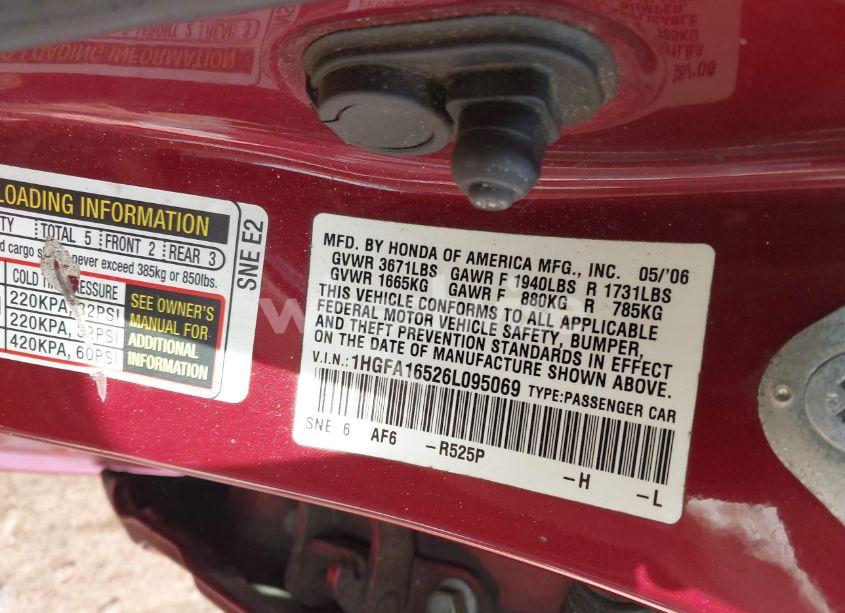 LOADING INFORMATION
TOTAL 5 FRONT 2 REAR 3
cargo never exceed 385kg or 850lbs.
COLD PRESSURE
220KPA, 32PSI
220KPA,
420KPA, 60PSI
SEE OWNER'S
MANUAL FOR
ADDITIONAL
INFORMATION
SNE E2
MFD. BY HONDA OF AMERICA MFG., INC. 05/'06
GVWR 3671LBS GAWR F 1940LBS R 1731LBS
GVWR 1665KG GAWR F 880KG R 785KG
THIS VEHICLE CONFORMS TO ALL APPLICABLE
FEDERAL MOTOR VEHICLE SAFETY, BUMPER,
AND THEFT PREVENTION STANDARDS IN EFFECT
ON THE DATE OF MANUFACTURE SHOWN ABOVE.
V.I.N.: 1HGFA16526L095069 TYPE:PASSENGER CAR
SNE 6 AF6 -R525P -H -L